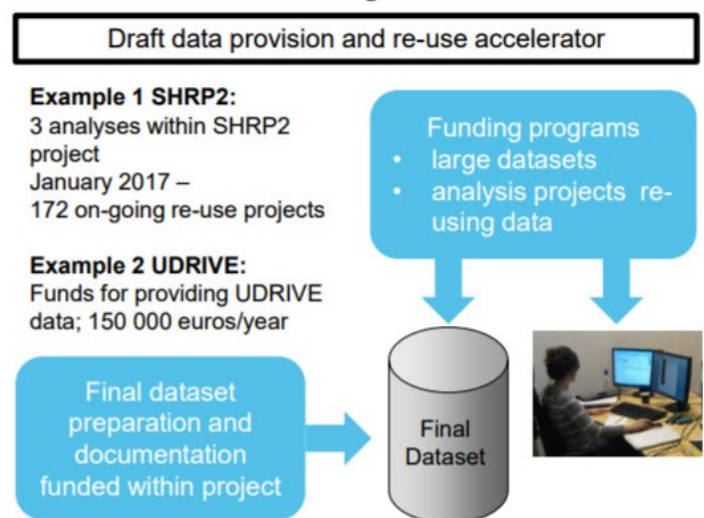 Draft data provision and re-use accelerator
Example 1 SHRP2:
3 analyses within SHRP2
project
January 2017 –
172 on-going re-use projects
Example 2 UDRIVE:
Funds for providing UDRIVE
data; 150 000 euros/year
Funding programs
• large datasets
• analysis projects re-
using data
Final dataset
preparation and
documentation
funded within project
Final
Dataset